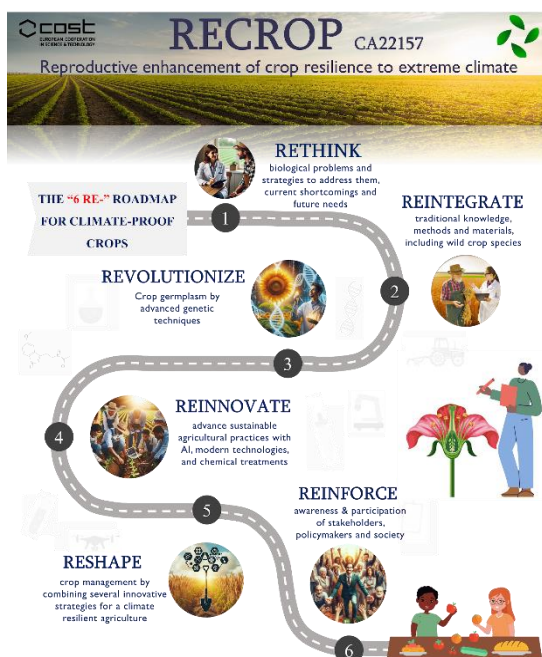 cost
EUROPEAN COOPERATION
IN SCIENCE & TECHNOLOGY
RECROP CA22157
Reproductive enhancement of crop resilience to extreme climate
THE “6 RE-” ROADMAP
FOR CLIMATE-PROOF
CROPS
1
RETHINK
biological problems and
strategies to address them,
current shortcomings and
future needs
REINTEGRATE
traditional knowledge,
methods and materials,
including wild crop species
2
REVOLUTIONIZE
Crop germplasm by
advanced genetic
techniques
3
REINNOVATE
advance sustainable
agricultural practices with
AI, modern technologies,
and chemical treatments
4
5
RESHAPE
crop management by
combining several innovative
strategies for a climate
resilient agriculture
REINFORCE
awareness & participation
of stakeholders,
policymakers and society
6